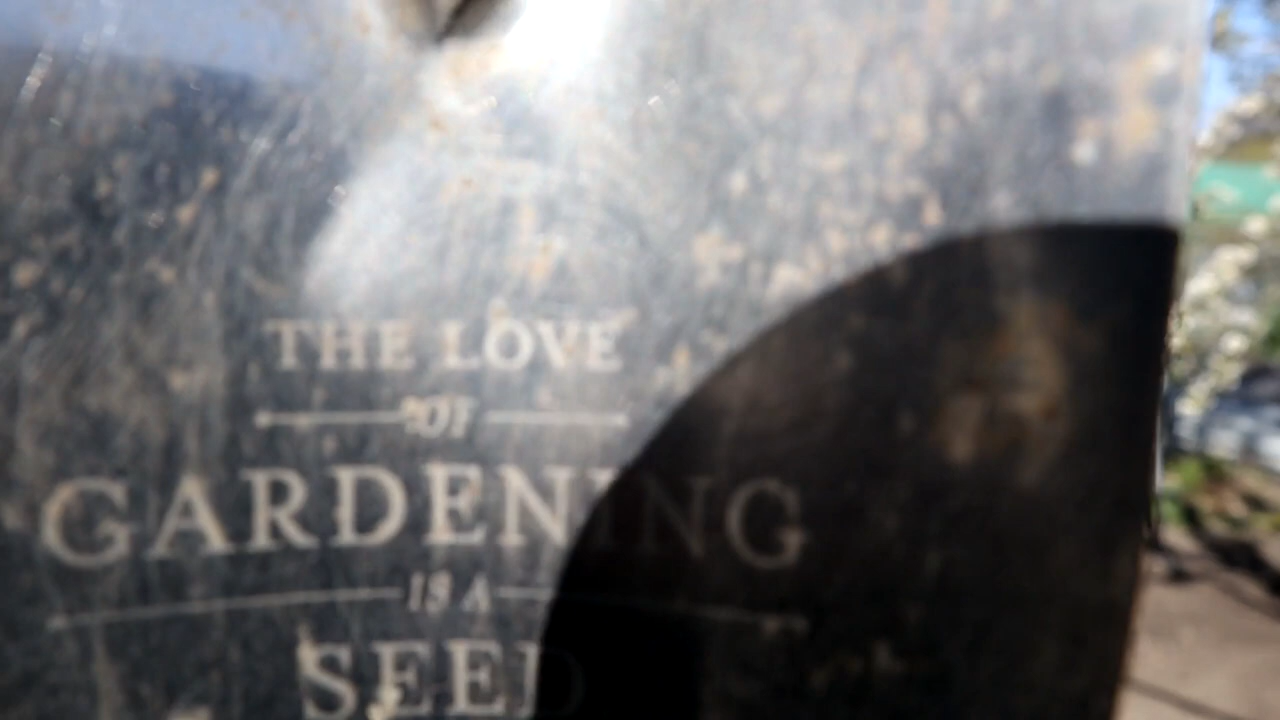 THE LOVE
OF
GARDENING
IS A
SEED